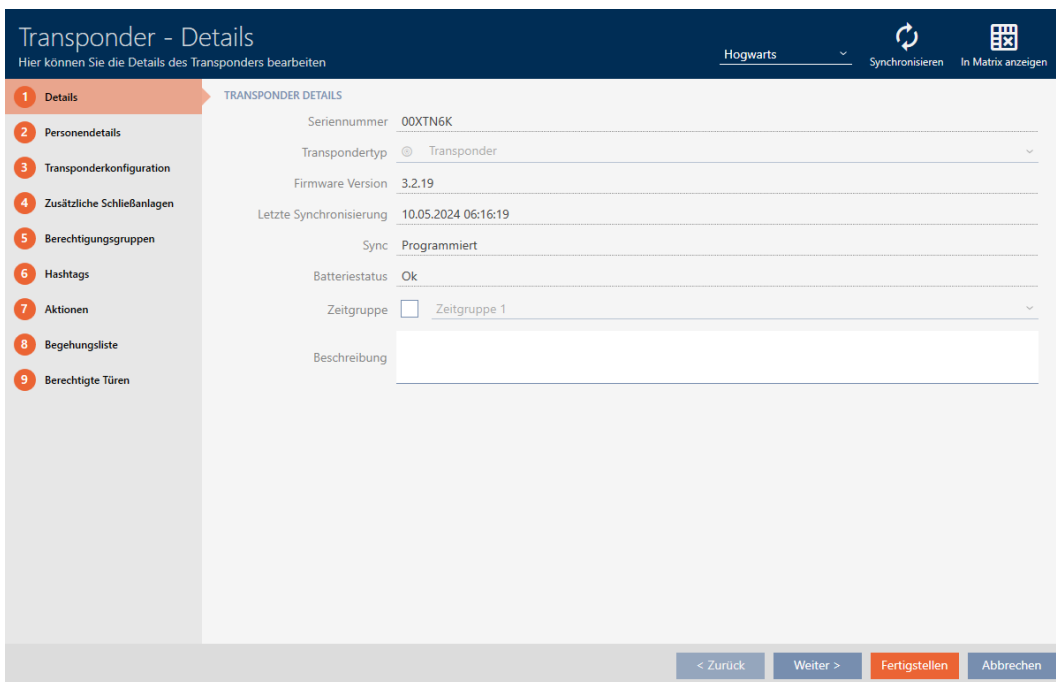 Transponder - Details
Hier können Sie die Details des Transponders bearbeiten
Hogwarts
Synchronisieren
In Matrix anzeigen
1 Details
2 Personendetails
3 Transponderkonfiguration
4 Zusätzliche Schließanlagen
5 Berechtigungsgruppen
6 Hashtags
7 Aktionen
8 Begehungsliste
9 Berechtigte Türen
TRANSPONDER DETAILS
Seriennummer 00XTN6K
Transpondertyp Transponder
Firmware Version 3.2.19
Letzte Synchronisierung 10.05.2024 06:16:19
Sync Programmiert
Batteriestatus Ok
Zeitgruppe Zeitgruppe 1
Beschreibung
< Zurück
Weiter >
Fertigstellen
Abbrechen